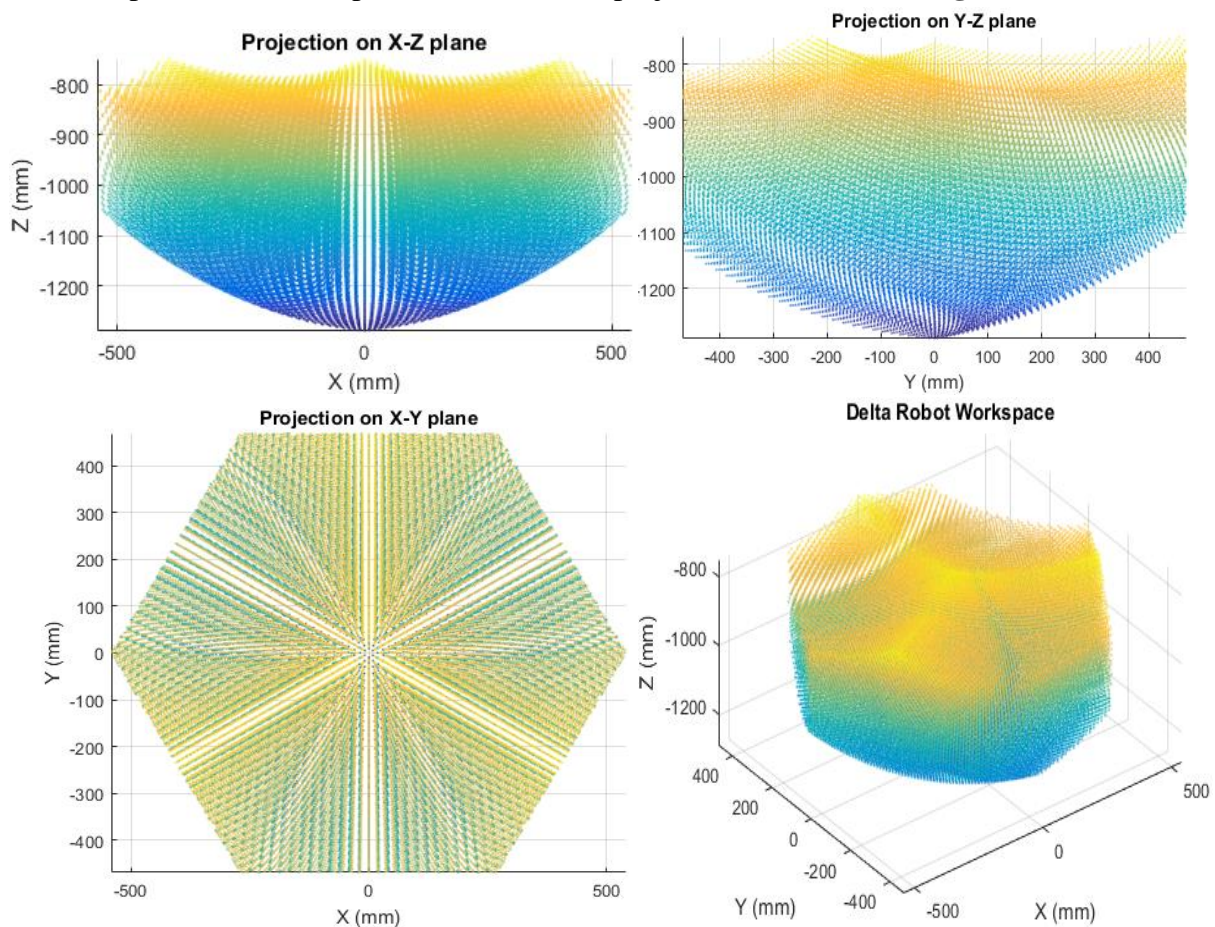 Projection on X-Z plane
-800
-900
-1000
-1100
-1200
Z (mm)
-500 0 500
X (mm)
Projection on Y-Z plane
-800
-900
-1000
-1100
-1200
-400 -300 -200 -100 0 100 200 300 400
Y (mm)
Projection on X-Y plane
400
300
200
100
0
-100
-200
-300
-400
Y (mm)
-500 0 500
X (mm)
Delta Robot Workspace
-800
-1000
-1200
Z (mm)
400
200
0
-200
-400
Y (mm)
-500
0
500
X (mm)